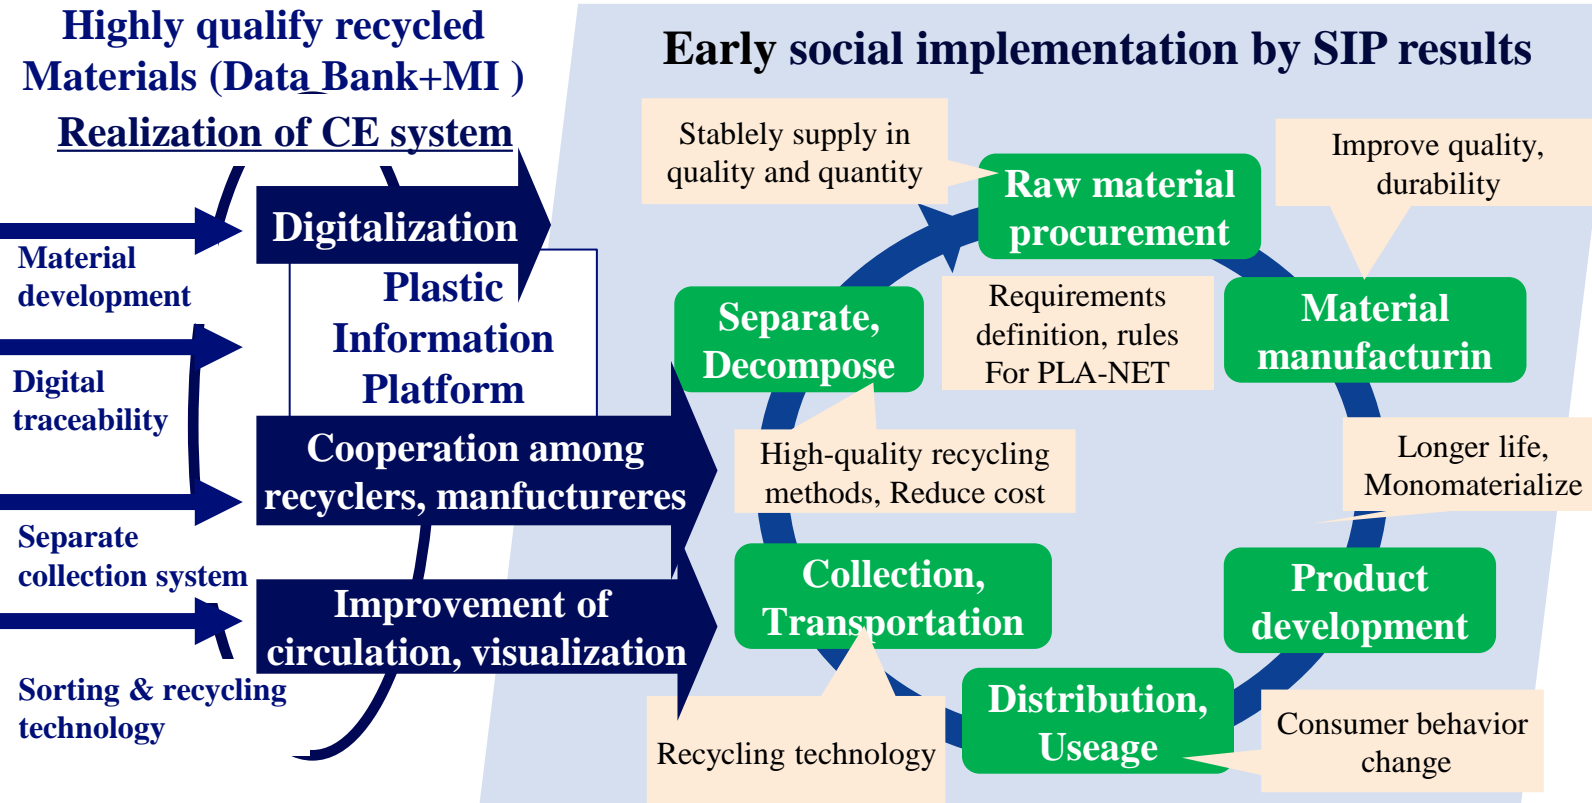 Highly qualify recycled
Materials (Data Bank+MI )
Realization of CE system
Material
development
Digital
traceability
Separate
collection system
Sorting & recycling
technology
Digitalization
Plastic
Information
Platform
Cooperation among
recyclers, manfuctureres
Improvement of
circulation, visualization
Early social implementation by SIP results
Stablely supply in
quality and quantity
Raw material
procurement
Improve quality,
durability
Material
manufacturin
Requirements
definition, rules
For PLA-NET
Separate,
Decompose
High-quality recycling
methods, Reduce cost
Longer life,
Monomaterialize
Collection,
Transportation
Product
development
Distribution,
Useage
Recycling technology
Consumer behavior
change